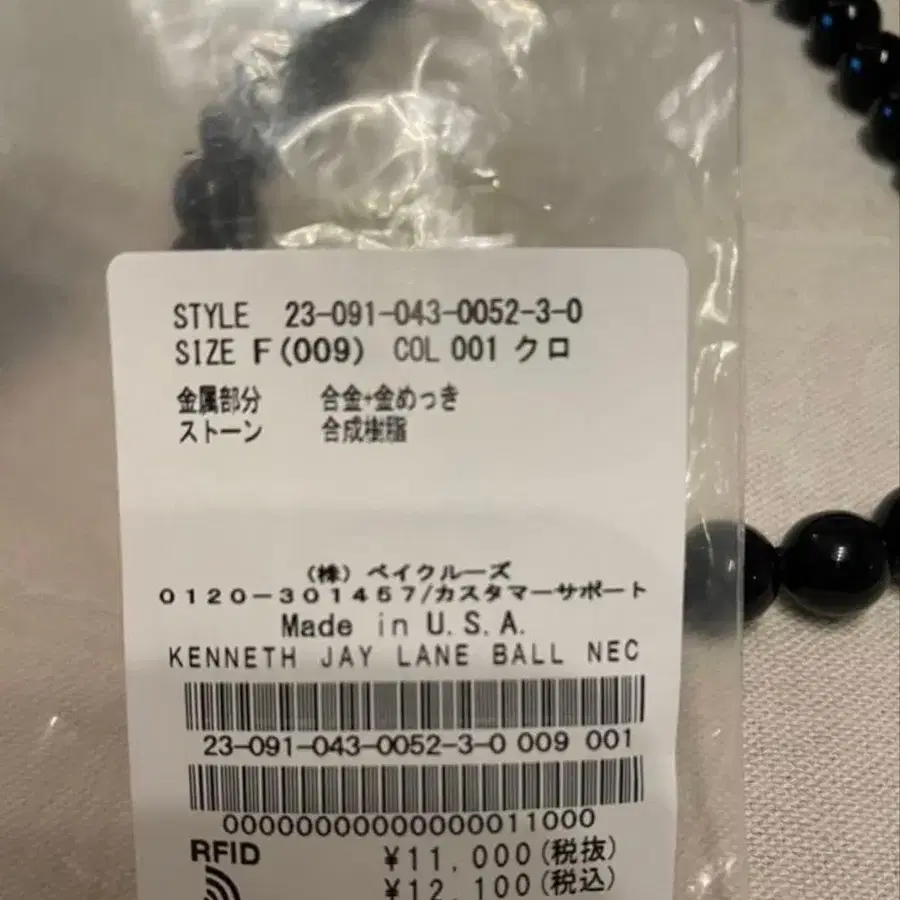 STYLE 23-091-043-0052-3-0
SIZE F(009) COL 001 クロ
金属部分 合金+金めっき
ストーン 合成樹脂
(株) ベイクルーズ
0120-301457/カスタマーサポート
Made in U.S.A.
KENNETH JAY LANE BALL NEC
23-091-043-0052-3-0 009 001
000000000000000011000
RFID
¥11,000(税抜)
¥12,100(税込)